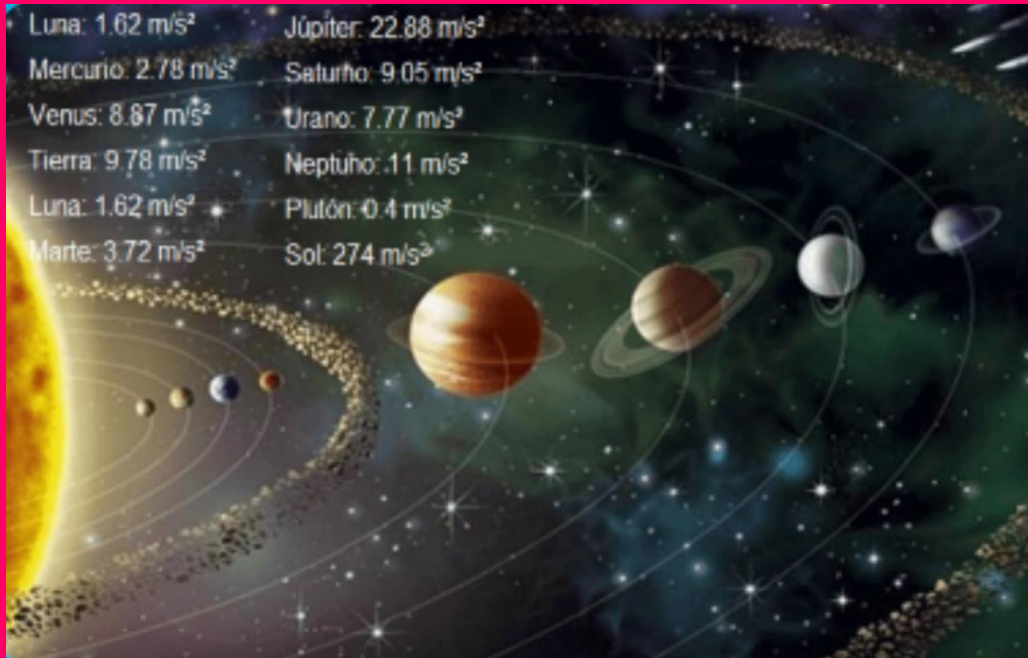 Luna: 1.62 m/s²
Mercurio: 2.78 m/s²
Venus: 8.87 m/s²
Tierra: 9.78 m/s²
Luna: 1.62 m/s²
Marte: 3.72 m/s²
Júpiter: 22.88 m/s²
Saturno: 9.05 m/s²
Urano: 7.77 m/s²
Neptuno: 11 m/s²
Plutón: 0.4 m/s²
Sol: 274 m/s²